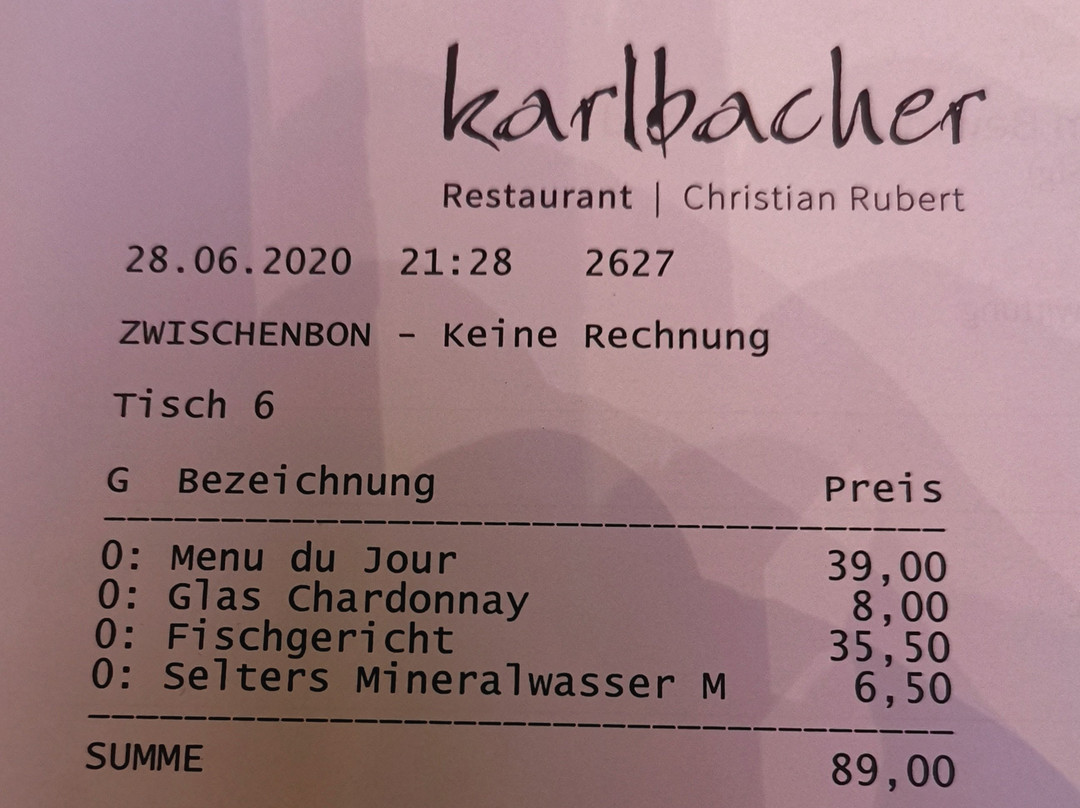 karlbacher
Restaurant | Christian Rubert
28.06.2020 21:28 2627
ZWISCHENBON – Keine Rechnung
Tisch 6
G Bezeichnung Preis
0: Menu du Jour 39,00
0: Glas Chardonnay 8,00
0: Fischgericht 35,50
0: Selters Mineralwasser M 6,50
SUMME 89,00